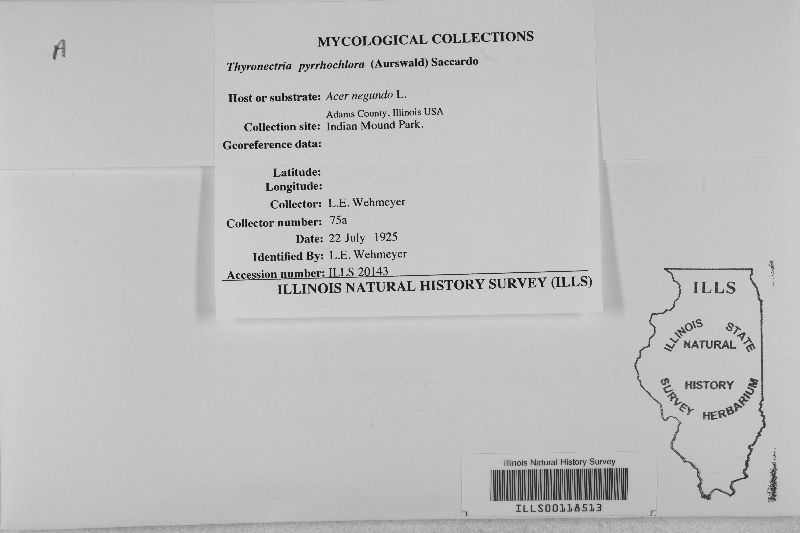 A
MYCOLOGICAL COLLECTIONS
Thyronectria pyrrhochlora (Aurswald) Saccardo
Host or substrate: Acer negundo L.
Adams County, Illinois USA
Collection site: Indian Mound Park.
Georeference data:
Latitude:
Longitude:
Collector: L.E. Wehmeyer
Collector number: 75a
Date: 22 July 1925
Identified By: L.E. Wehmeyer
Accession number: ILLS 20143
ILLINOIS NATURAL HISTORY SURVEY (ILLS)
ILLS
ILLINOIS STATE
NATURAL
HISTORY
SURVEY HERBARIUM
Illinois Natural History Survey
ILLS00118513